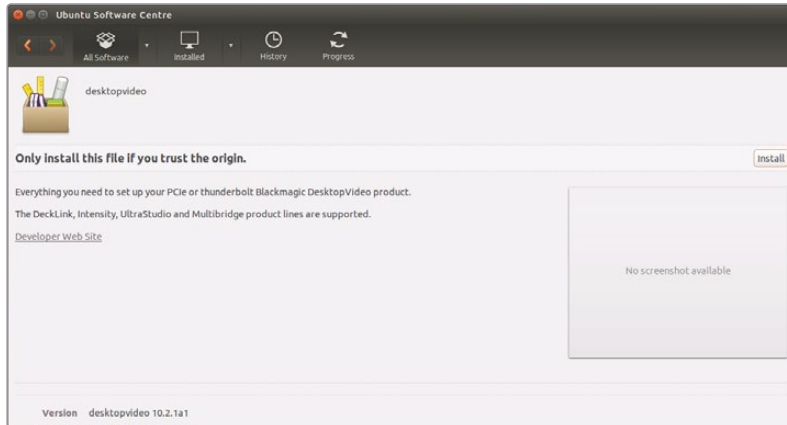 Ubuntu Software Centre
All Software
Installed
History
Progress
desktopvideo
Only install this file if you trust the origin.
Install
Everything you need to set up your PCIe or thunderbolt Blackmagic DesktopVideo product.
The DeckLink, Intensity, UltraStudio and Multibridge product lines are supported.
Developer Web Site
No screenshot available
Version desktopvideo 10.2.1a1